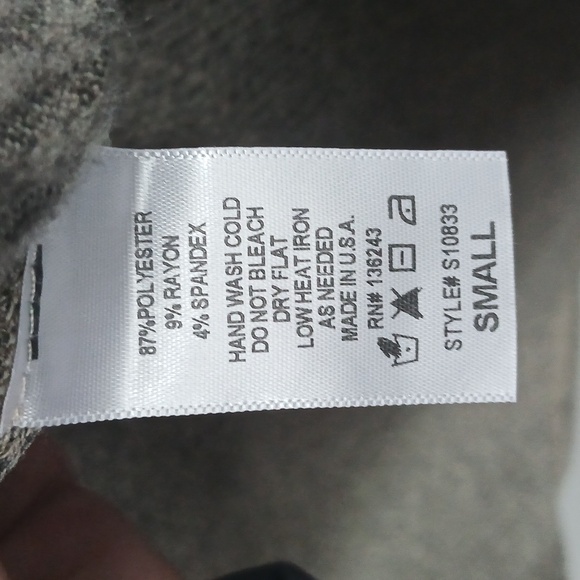 87%POLYESTER
9% RAYON
4% SPANDEX
HAND WASH COLD
DO NOT BLEACH
DRY FLAT
LOW HEAT IRON
AS NEEDED
MADE IN U.S.A.
RN# 136243
STYLE# S10833
SMALL